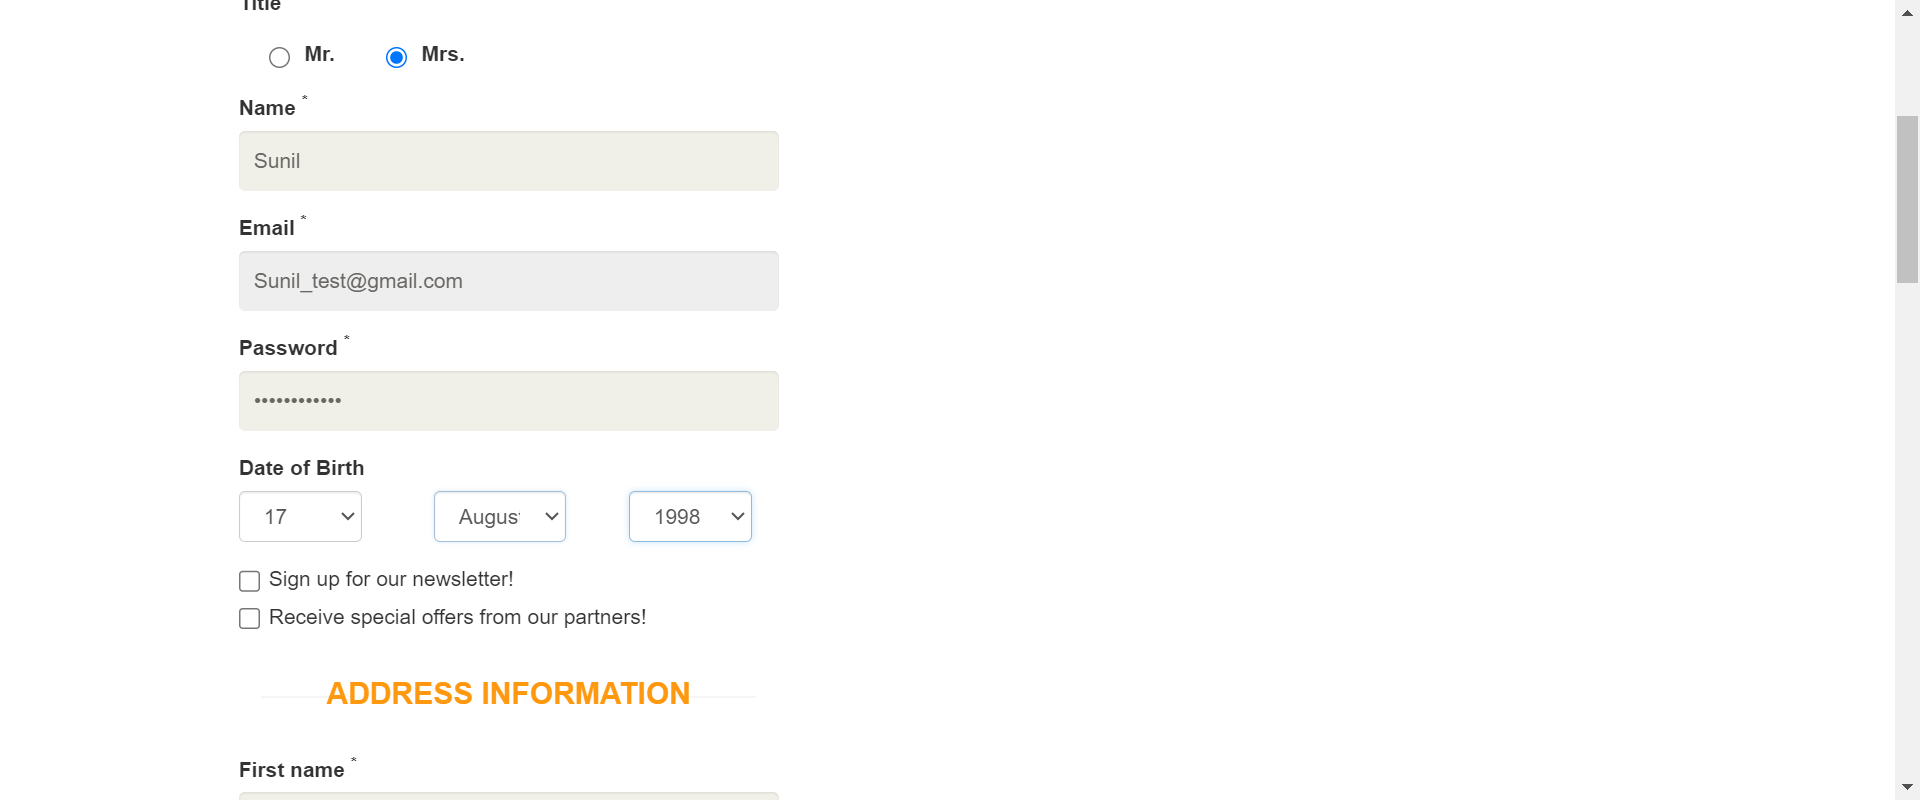 Title
Mr. Mrs.
Name *
Sunil
Email *
Sunil_test@gmail.com
Password *
••••••••••••
Date of Birth
17 Augus 1998
Sign up for our newsletter!
Receive special offers from our partners!
ADDRESS INFORMATION
First name *